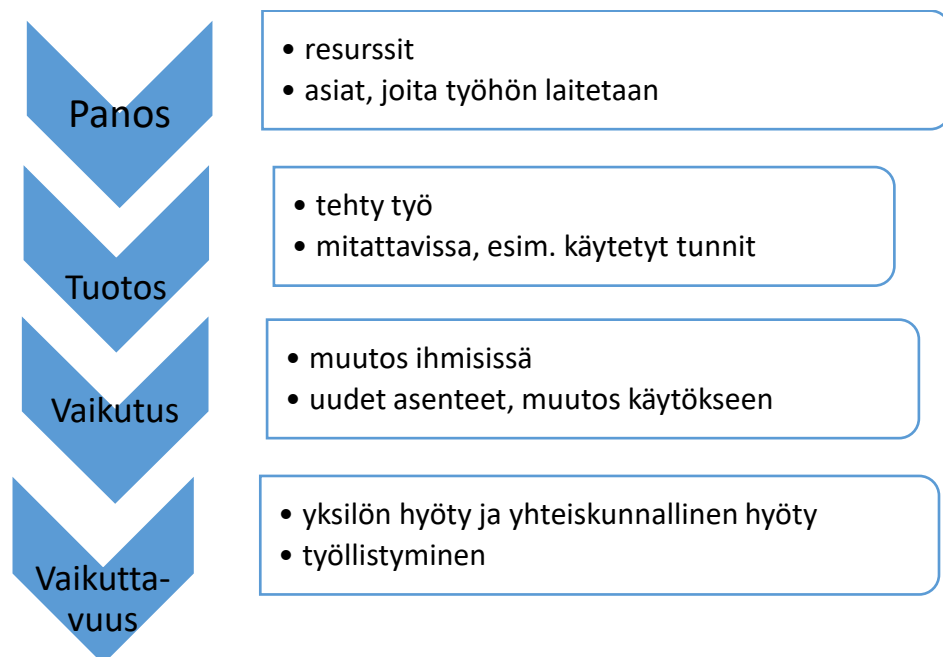 Panos
• resurssit
• asiat, joita työhön laitetaan
Tuotos
• tehty työ
• mitattavissa, esim. käytetyt tunnit
Vaikutus
• muutos ihmisissä
• uudet asenteet, muutos käytökseen
Vaikutta-
vuus
• yksilön hyöty ja yhteiskunnallinen hyöty
• työllistyminen